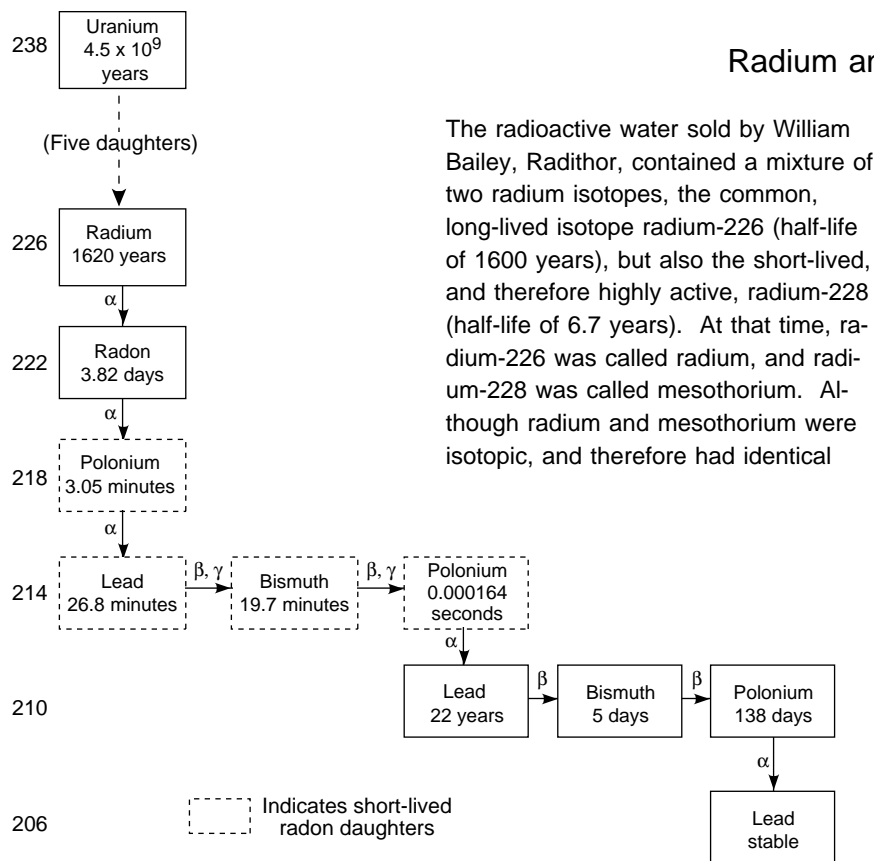 238
Uranium
4.5 x 10⁹
years
(Five daughters)
226
Radium
1620 years
α
222
Radon
3.82 days
α
218
Polonium
3.05 minutes
α
214
Lead
26.8 minutes
β, γ
Bismuth
19.7 minutes
β, γ
Polonium
0.000164
seconds
α
210
Lead
22 years
β
Bismuth
5 days
β
Polonium
138 days
α
206
Indicates short-lived
radon daughters
Lead
stable
Radium
The radioactive water sold by William
Bailey, Radithor, contained a mixture of
two radium isotopes, the common,
long-lived isotope radium-226 (half-life
of 1600 years), but also the short-lived,
and therefore highly active, radium-228
(half-life of 6.7 years).  At that time, ra-
dium-226 was called radium, and radi-
um-228 was called mesothorium.  Al-
though radium and mesothorium were
isotopic, and therefore had identical